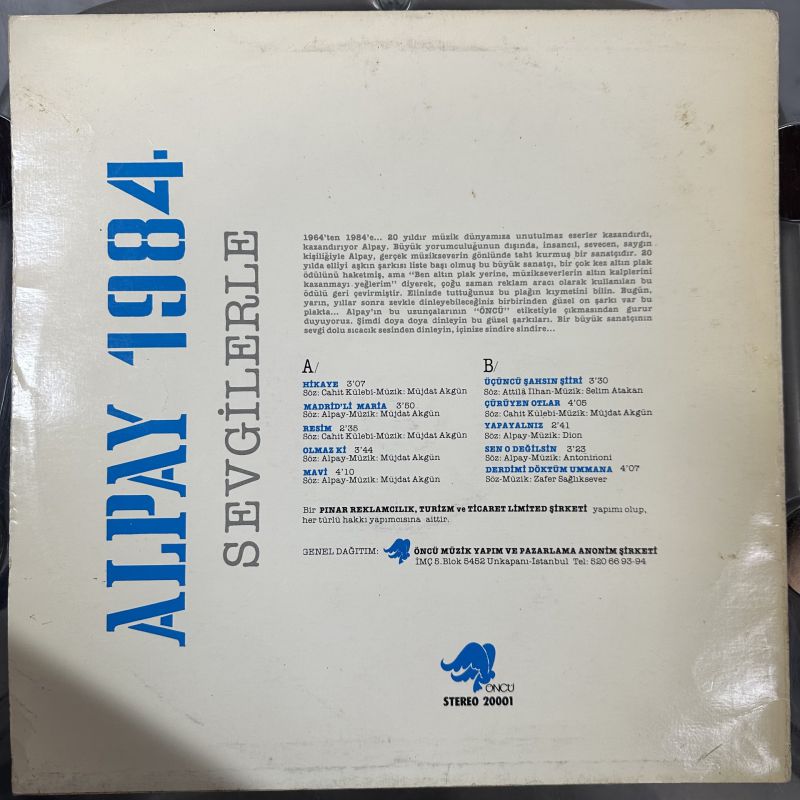 ALPAY 1984.
SEVGİLERLE
1964'ten 1984'e... 20 yıldır müzik dünyamıza unutulmaz eserler kazandırdı,
kazandırıyor Alpay. Büyük yorumculuğunun dışında, insancıl, sevecen, saygın
kişiliğiyle Alpay, gerçek müzikseverin gönlünde taht kurmuş bir sanatçıdır. 20
yılda elliyi aşkın şarkısı liste başı olmuş bu büyük sanatçı, bir çok kez altın plak
ödülünü haketmiş, ama "Ben altın plak yerine, müzikseverlerin altın kalplerini
kazanmayı yeğlerim" diyerek, çoğu zaman reklam aracı olarak kullanılan bu
ödülü geri çevirmiştir. Elinizde tuttuğunuz bu plağın kıymetini bilin. Bugün,
yarın, yıllar sonra zevkle dinleyebileceğiniz birbirinden güzel on şarkı var bu
plakta... Alpay'ın bu uzunçalarının "ÖNCÜ" etiketiyle çıkmasından gurur
duyuyoruz. Şimdi doya doya dinleyin bu güzel şarkıları. Bir büyük sanatçının
sevgi dolu sıcacık sesinden dinleyin, içinize sindire sindire...
A/
HİKAYE 3'07
Söz: Cahit Külebi-Müzik: Müjdat Akgün
MADRİD'Lİ MARİA 3'50
Söz: Alpay-Müzik: Müjdat Akgün
RESİM 2'35
Söz: Cahit Külebi-Müzik: Müjdat Akgün
OLMAZ Kİ 3'44
Söz: Alpay-Müzik: Müjdat Akgün
MAVİ 4'10
Söz: Alpay-Müzik: Müjdat Akgün
B/
ÜÇÜNCÜ ŞAHSIN ŞİİRİ 3'30
Söz: Attilâ İlhan-Müzik: Selim Atakan
ÇÜRÜYEN OTLAR 4'05
Söz: Cahit Külebi-Müzik: Müjdat Akgün
YAPAYALNIZ 2'41
Söz: Alpay-Müzik: Dion
SEN O DEĞİLSİN 3'23
Söz: Alpay-Müzik: Antoninoni
DERDİMİ DÖKTÜM UMMANA 4'07
Söz-Müzik: Zafer Sağlıksever
Bir PINAR REKLAMCILIK, TURİZM ve TİCARET LİMİTED ŞİRKETİ yapımı olup,
her türlü hakkı yapımcısına aittir.
GENEL DAĞITIM: ÖNCÜ MÜZİK YAPIM VE PAZARLAMA ANONİM ŞİRKETİ
İMÇ 5. Blok 5452 Unkapanı-İstanbul Tel: 520 66 93-94
ÖNCÜ
STEREO 20001